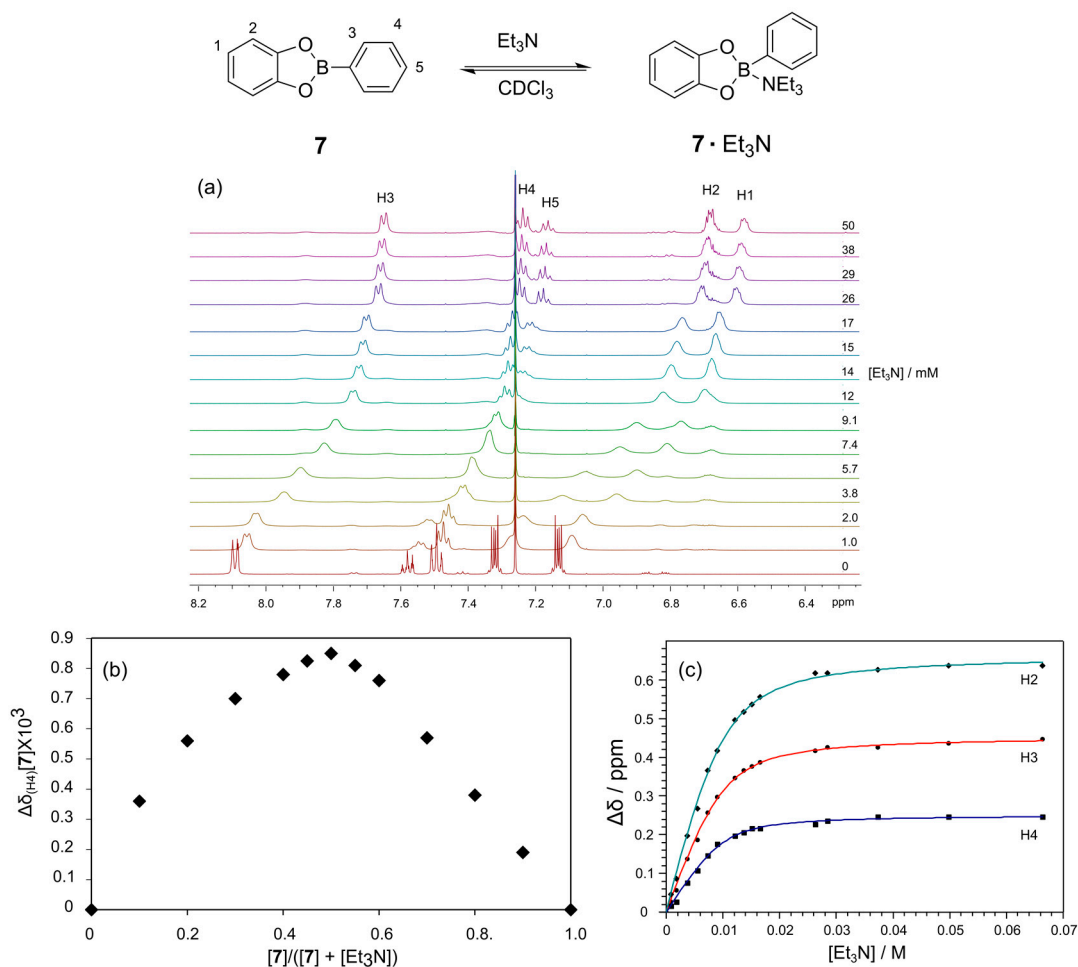 1
2
3
4
5
O
B
O
Et₃N
CDCl₃
O
B
O
NEt₃
7
7 · Et₃N
(a)
H3
H4
H5
H2
H1
50
38
29
26
17
15
14
12
9.1
7.4
5.7
3.8
2.0
1.0
0
[Et₃N] / mM
8.2 8.0 7.8 7.6 7.4 7.2 7.0 6.8 6.6 6.4 ppm
(b)
0.9
0.8
0.7
0.6
0.5
0.4
0.3
0.2
0.1
0
Δδ(H4)[7]X10³
0 0.2 0.4 0.6 0.8 1.0
[7]/([7] + [Et₃N])
(c)
0.6
0.5
0.4
0.3
0.2
0.1
0
Δδ / ppm
H2
H3
H4
0 0.01 0.02 0.03 0.04 0.05 0.06 0.07
[Et₃N] / M